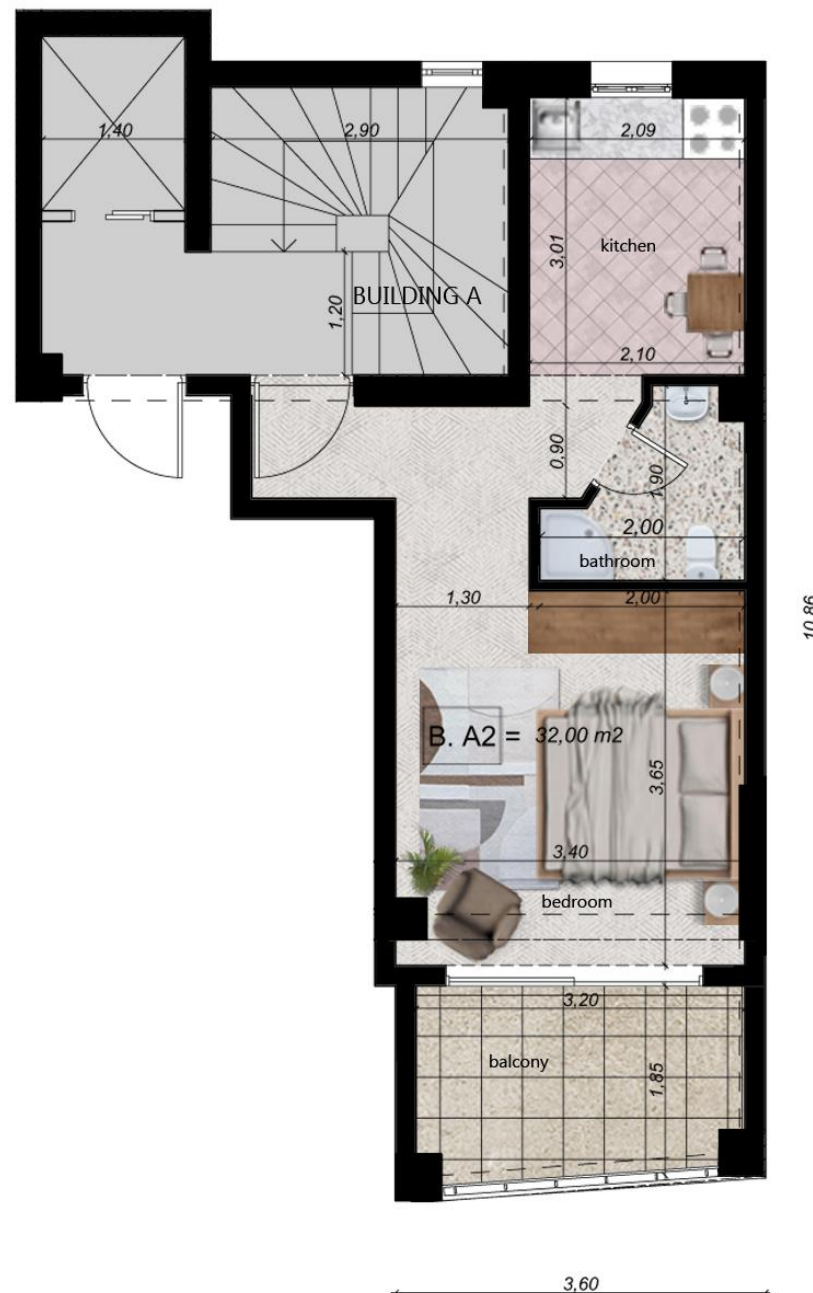 1,40
2,90
2,09
3,01
kitchen
1,20
BUILDING A
2,10
0,90
1,90
2,00
bathroom
1,30
2,00
10,86
B. A2 = 32,00 m2
3,65
3,40
bedroom
3,20
balcony
1,85
3,60